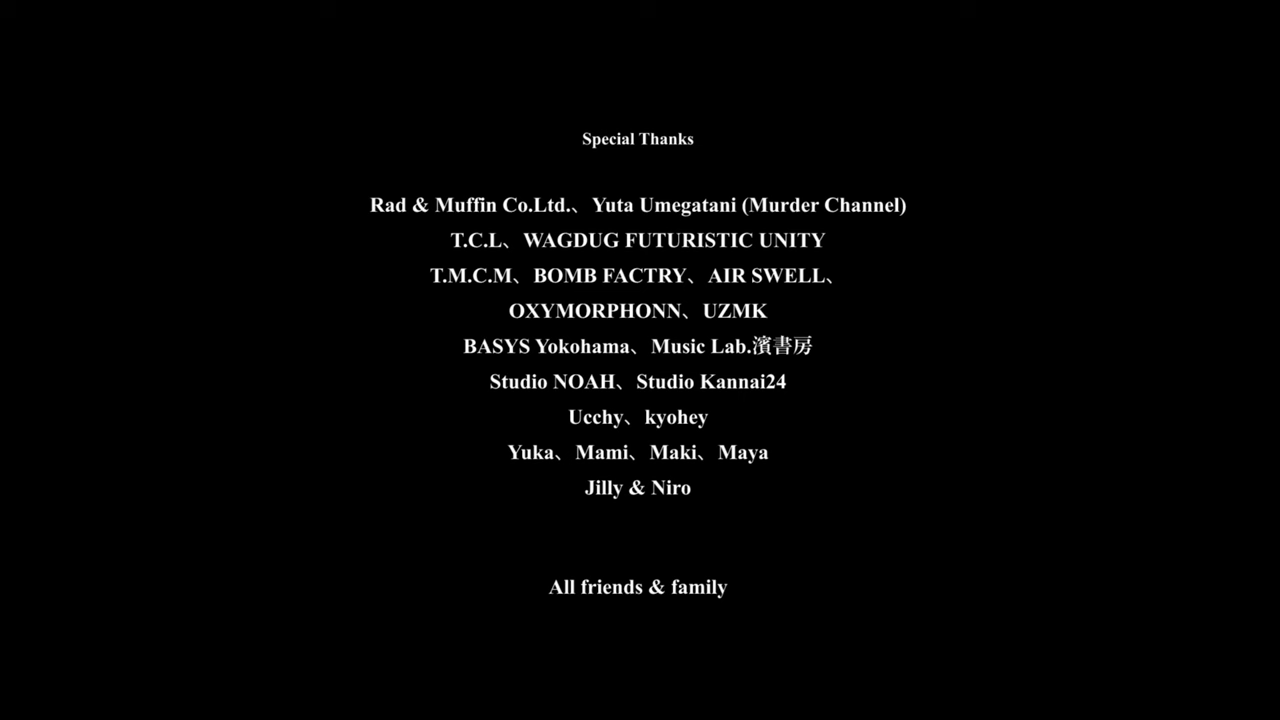 Special Thanks
Rad & Muffin Co.Ltd.、Yuta Umegatani (Murder Channel)
T.C.L、WAGDUG FUTURISTIC UNITY
T.M.C.M、BOMB FACTRY、AIR SWELL、
OXYMORPHONN、UZMK
BASYS Yokohama、Music Lab.濱書房
Studio NOAH、Studio Kannai24
Ucchy、kyohey
Yuka、Mami、Maki、Maya
Jilly & Niro
All friends & family